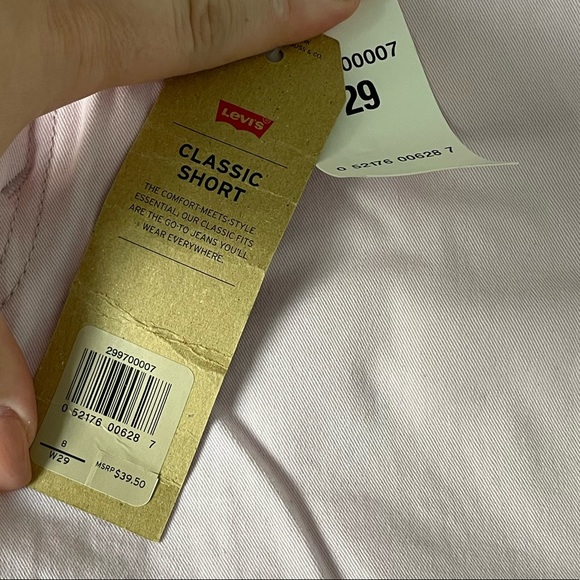 & CO.
Levi's
CLASSIC
SHORT
THE COMFORT-MEETS-STYLE
ESSENTIAL, OUR CLASSIC FITS
ARE THE GO-TO JEANS YOU'LL
WEAR EVERYWHERE.
299700007
0 52176 00628 7
8
W29
MSRP $39.50
00007
29
0 52176 00628 7